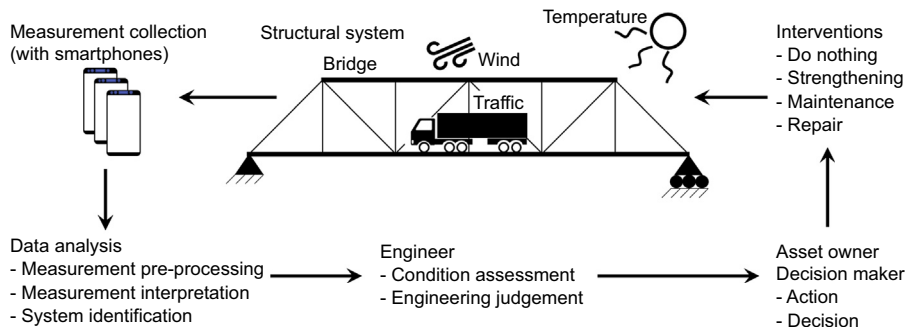 Measurement collection
(with smartphones)
Structural system
Bridge
Wind
Traffic
Temperature
Interventions
- Do nothing
- Strengthening
- Maintenance
- Repair
Data analysis
- Measurement pre-processing
- Measurement interpretation
- System identification
Engineer
- Condition assessment
- Engineering judgement
Asset owner
Decision maker
- Action
- Decision